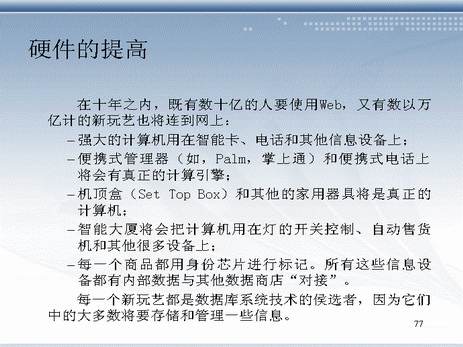 硬件的提高
在十年之内，既有数十亿的人要使用Web，又有数以万
亿计的新玩艺也将连到网上：
–强大的计算机用在智能卡、电话和其他信息设备上；
–便携式管理器（如，Palm，掌上通）和便携式电话上
将会有真正的计算引擎；
–机顶盒（Set Top Box）和其他的家用器具将是真正的
计算机；
–智能大厦将会把计算机用在灯的开关控制、自动售货
机和其他很多设备上；
–每一个商品都用身份芯片进行标记。所有这些信息设
备都有内部数据与其他数据商店“对接”。
每一个新玩艺都是数据库系统技术的侯选者，因为它们
中的大多数将要存储和管理一些信息。
77